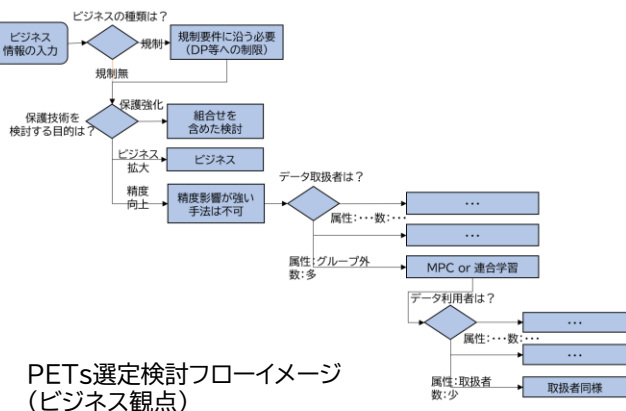 ビジネスの種類は？
ビジネス
情報の入力
規制
規制要件に沿う必要
（DP等への制限）
規制無
保護技術を
検討する目的は？
保護強化
組合せを
含めた検討
ビジネス
拡大
ビジネス
精度
向上
精度影響が強い
手法は不可
データ取扱者は？
…
属性：…数：…
…
属性：グループ外
数：多
MPC or 連合学習
データ利用者は？
…
属性：…数：…
…
属性：取扱者
数：少
取扱者同様
PETs選定検討フローイメージ
（ビジネス観点）